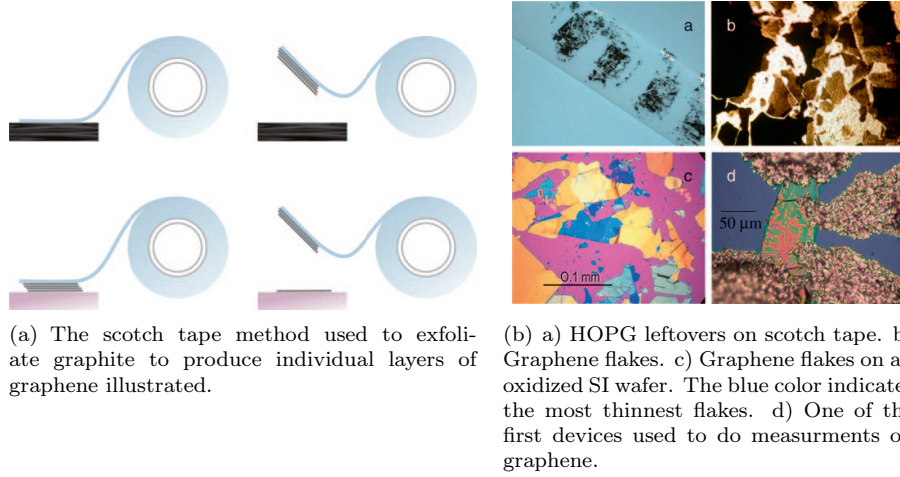 a
b
c
0.1 mm
d
50 μm
(a) The scotch tape method used to exfoli-
ate graphite to produce individual layers of
graphene illustrated.
(b) a) HOPG leftovers on scotch tape. b
Graphene flakes. c) Graphene flakes on a
oxidized SI wafer. The blue color indicate
the most thinnest flakes. d) One of th
first devices used to do measurments o
graphene.